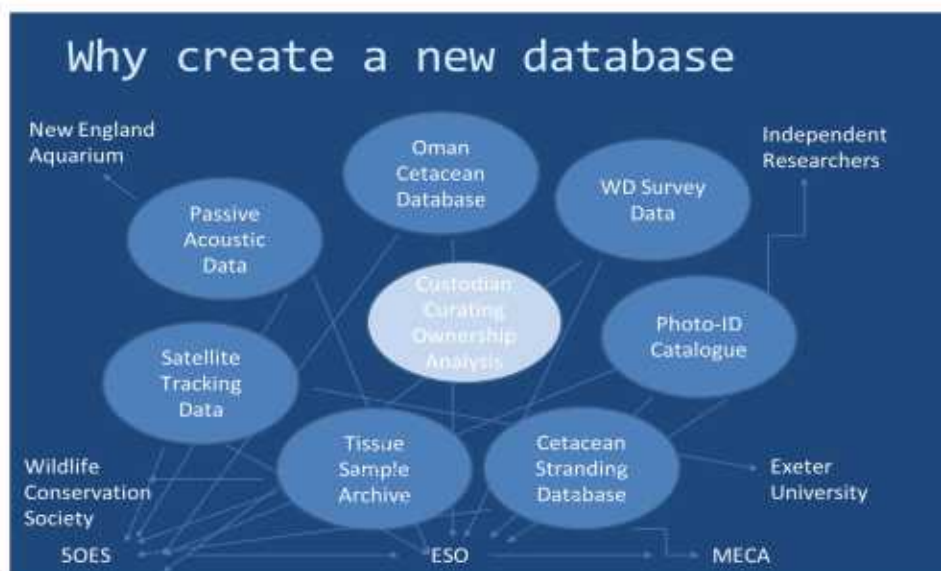 Why create a new database
New England
Aquarium
Oman
Cetacean
Database
Independent
Researchers
WD Survey
Data
Passive
Acoustic
Data
Custodian
Curating
Ownership
Analysis
Photo-ID
Catalogue
Satellite
Tracking
Data
Tissue
Sample
Archive
Cetacean
Stranding
Database
Wildlife
Conservation
Society
Exeter
University
5OES
ESO
MECA